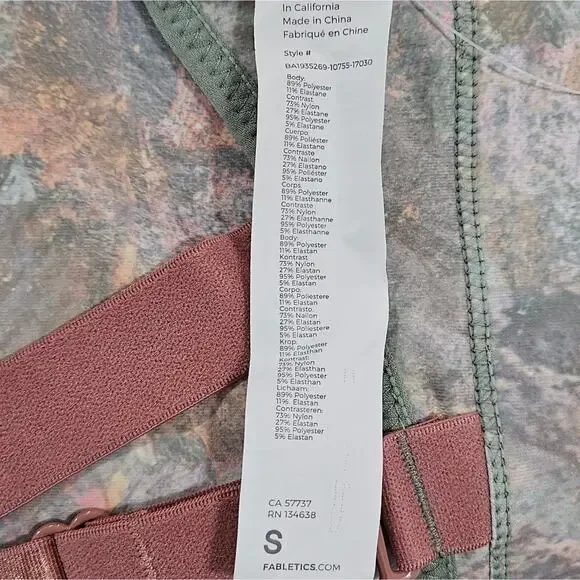 In California
Made in China
Fabriqué en Chine
Style #
BA1935269-10755-17030
Body:
89% Polyester
11% Elastane
Contrast:
73% Nylon
27% Elastane
95% Polyester
5% Elastane
Cuerpo:
89% Poliéster
11% Elastano
Contraste:
73% Nailon
27% Elastano
95% Poliéster
5% Elastano
Corps:
89% Polyester
11% Elasthanne
Contraste:
73% Nylon
27% Elasthanne
95% Polyester
5% Elasthanne
Body:
89% Polyester
11% Elastan
Kontrast
73% Nylon
27% Elastan
95% Polyester
5% Elastan
Corpo:
89% Poliestere
11% Elastan
Contrasto:
73% Nailon
27% Elastan
95% Poliestere
5% Elastan
Krop:
89% Polyester
11% Elasthan
Kontrast:
73% Nylon
27% Elasthan
95% Polyester
5% Elasthan
Lichaam:
89% Polyester
11% Elastan
Contrasteren:
73% Nylon
27% Elastan
95% Polyester
5% Elastan
CA 57737
RN 134638
S
FABLETICS.COM